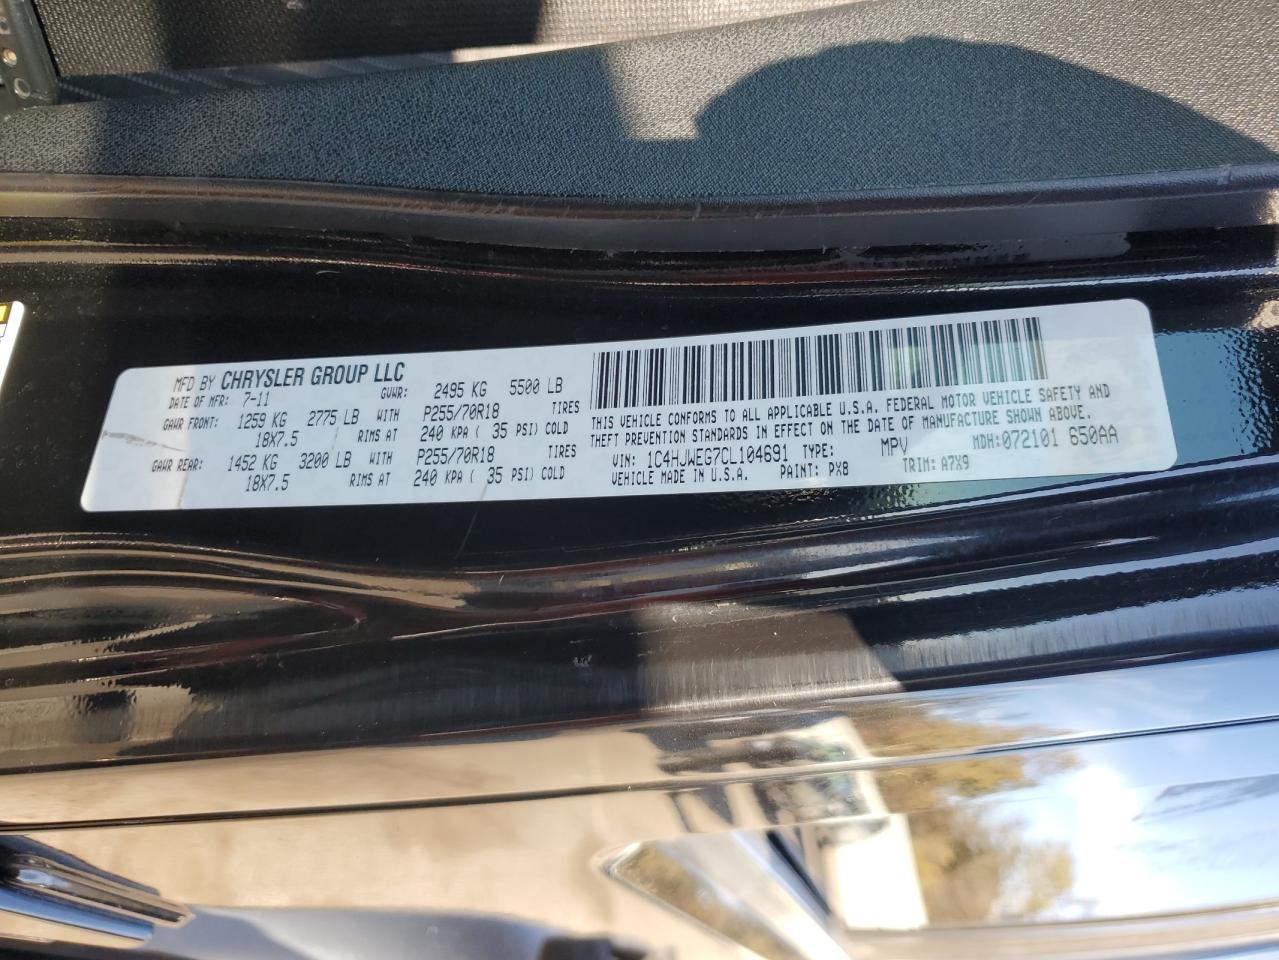 MFD BY CHRYSLER GROUP LLC
DATE OF MFR: 7-11 GVWR: 2495 KG 5500 LB
GAWR FRONT: 1259 KG 2775 LB WITH P255/70R18 TIRES
18X7.5 RIMS AT 240 KPA ( 35 PSI) COLD
GAWR REAR: 1452 KG 3200 LB WITH P255/70R18 TIRES
18X7.5 RIMS AT 240 KPA ( 35 PSI) COLD
THIS VEHICLE CONFORMS TO ALL APPLICABLE U.S.A. FEDERAL MOTOR VEHICLE SAFETY AND
THEFT PREVENTION STANDARDS IN EFFECT ON THE DATE OF MANUFACTURE SHOWN ABOVE.
VIN: 1C4HJWEG7CL104691 TYPE: MPV MDH:072101 650AA
VEHICLE MADE IN U.S.A. PAINT: PX8 TRIM: A7X9